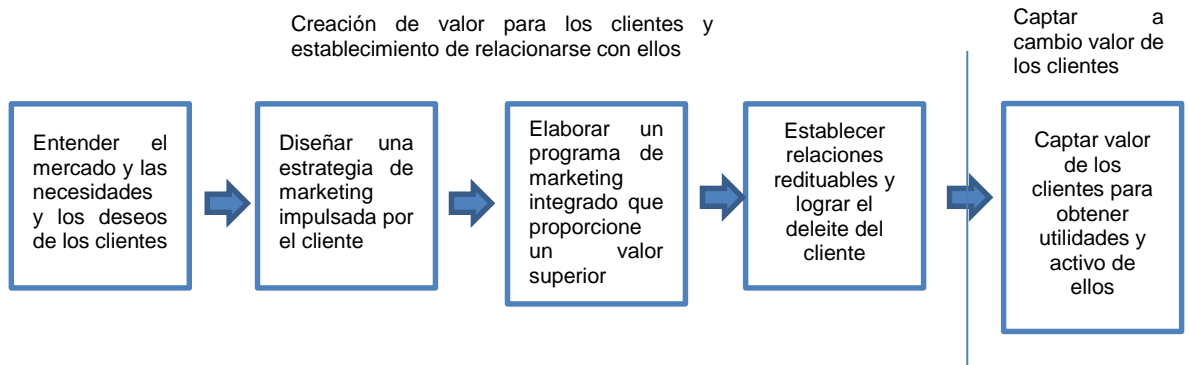 Creación de valor para los clientes y
establecimiento de relacionarse con ellos
Captar a
cambio valor de
los clientes
Entender el
mercado y las
necesidades
y los deseos
de los clientes
Diseñar una
estrategia de
marketing
impulsada por
el cliente
Elaborar un
programa de
marketing
integrado que
proporcione
un valor
superior
Establecer
relaciones
redituables y
lograr el
deleite del
cliente
Captar valor
de los
clientes para
obtener
utilidades y
activo de
ellos